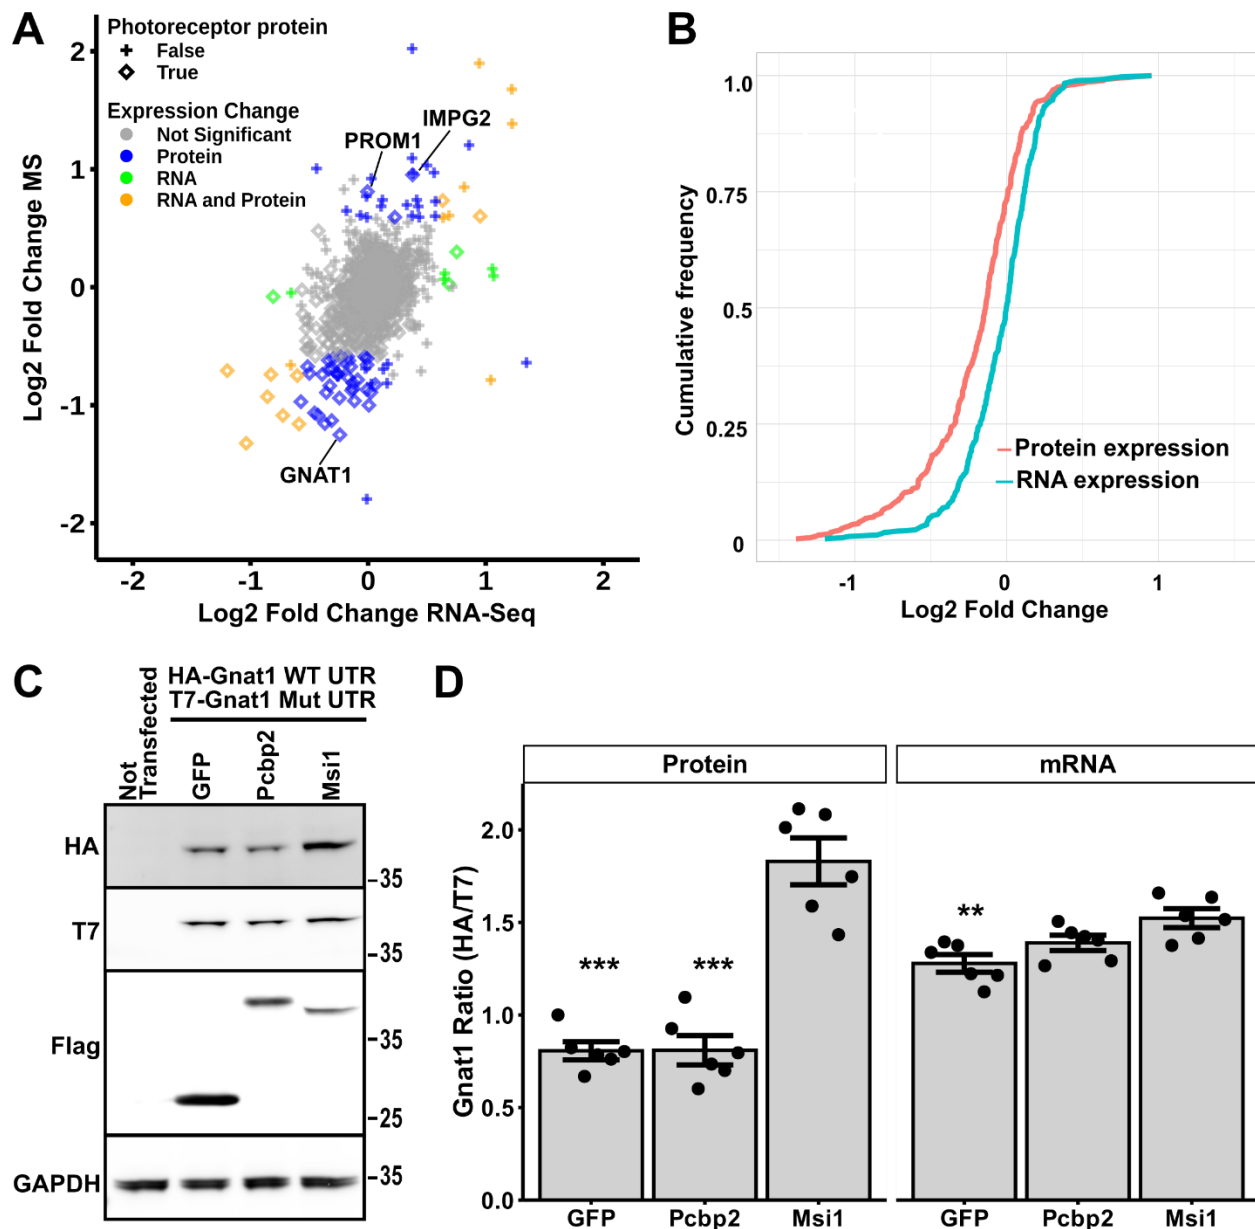 A
Photoreceptor protein
False
True
Expression Change
Not Significant
Protein
RNA
RNA and Protein
PROM1
IMPG2
GNAT1
2
1
0
-1
-2
Log2 Fold Change MS
-2
-1
0
1
2
Log2 Fold Change RNA-Seq
B
1.0
0.75
0.5
0.25
0
Cumulative frequency
Protein expression
RNA expression
-1
0
1
Log2 Fold Change
C
Not
Transfected
HA-Gnat1 WT UTR
T7-Gnat1 Mut UTR
GFP
Pcbp2
Msi1
HA
-35
T7
-35
Flag
-35
-25
GAPDH
-35
D
Protein
mRNA
2.0
1.5
1.0
0.5
0.0
Gnat1 Ratio (HA/T7)
***
***
**
GFP
Pcbp2
Msi1
GFP
Pcbp2
Msi1